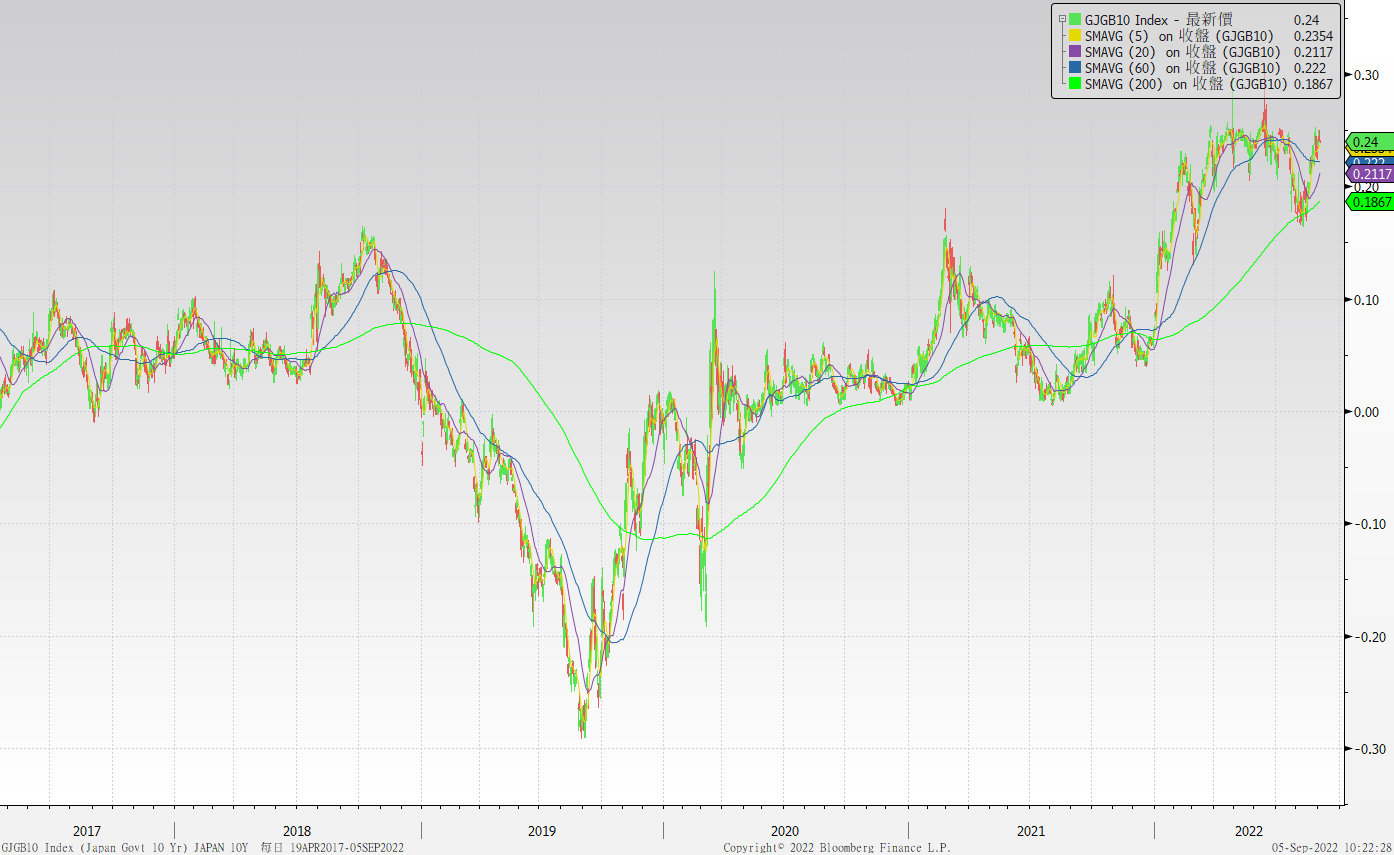 GJGB10 Index - 最新價 0.24
SMAVG (5) on 收盤 (GJGB10) 0.2354
SMAVG (20) on 收盤 (GJGB10) 0.2117
SMAVG (60) on 收盤 (GJGB10) 0.222
SMAVG (200) on 收盤 (GJGB10) 0.1867
0.30
0.24
0.222
0.2117
0.20
0.1867
0.10
0.00
-0.10
-0.20
-0.30
2017 2018 2019 2020 2021 2022
GJGB10 Index (Japan Govt 10 Yr) JAPAN 10Y 每日 19APR2017-05SEP2022 Copyright© 2022 Bloomberg Finance L.P. 05-Sep-2022 10:22:28